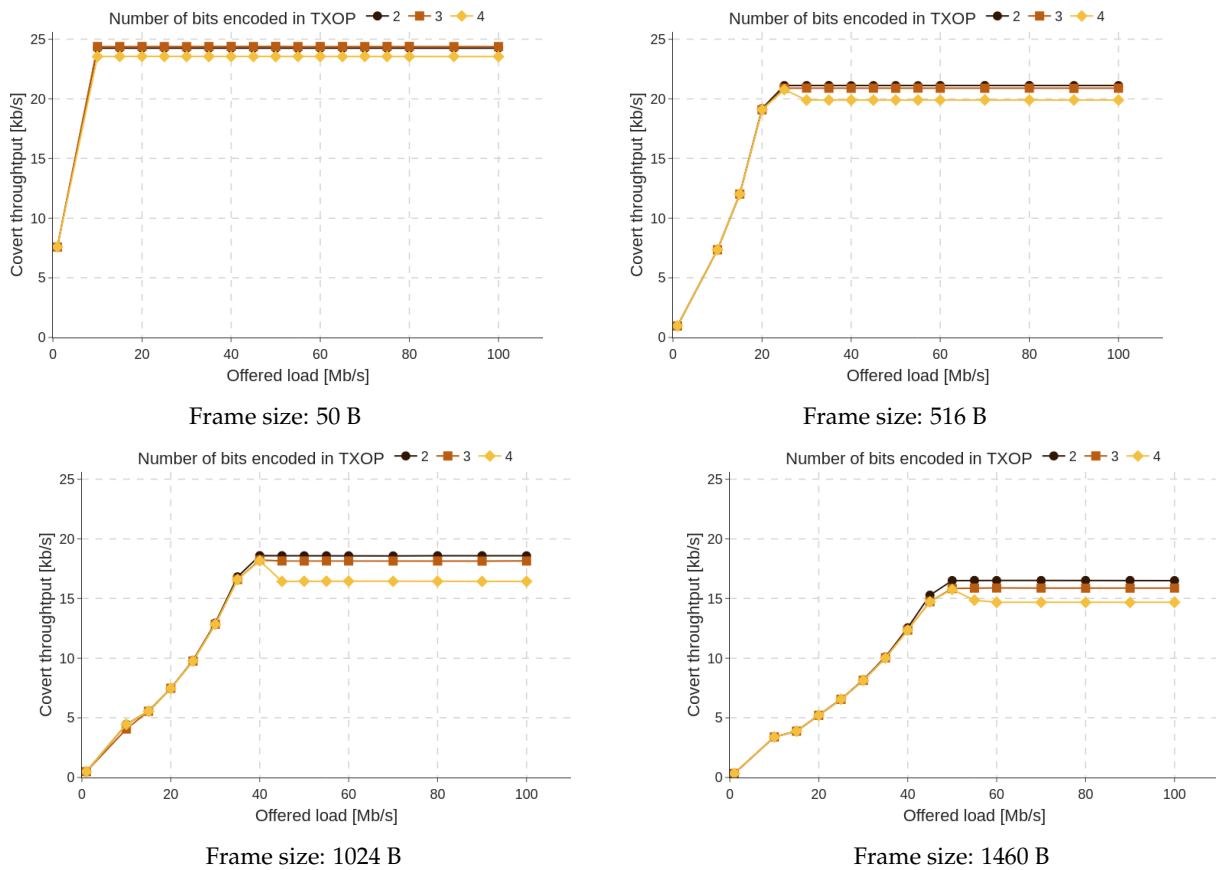 Number of bits encoded in TXOP 2 3 4
25
20
15
10
5
0
Covert throughtput [kb/s]
0 20 40 60 80 100
Offered load [Mb/s]
Frame size: 50 B
Number of bits encoded in TXOP 2 3 4
25
20
15
10
5
0
Covert throughtput [kb/s]
0 20 40 60 80 100
Offered load [Mb/s]
Frame size: 516 B
Number of bits encoded in TXOP 2 3 4
25
20
15
10
5
0
Covert throughtput [kb/s]
0 20 40 60 80 100
Offered load [Mb/s]
Frame size: 1024 B
Number of bits encoded in TXOP 2 3 4
25
20
15
10
5
0
Covert throughtput [kb/s]
0 20 40 60 80 100
Offered load [Mb/s]
Frame size: 1460 B